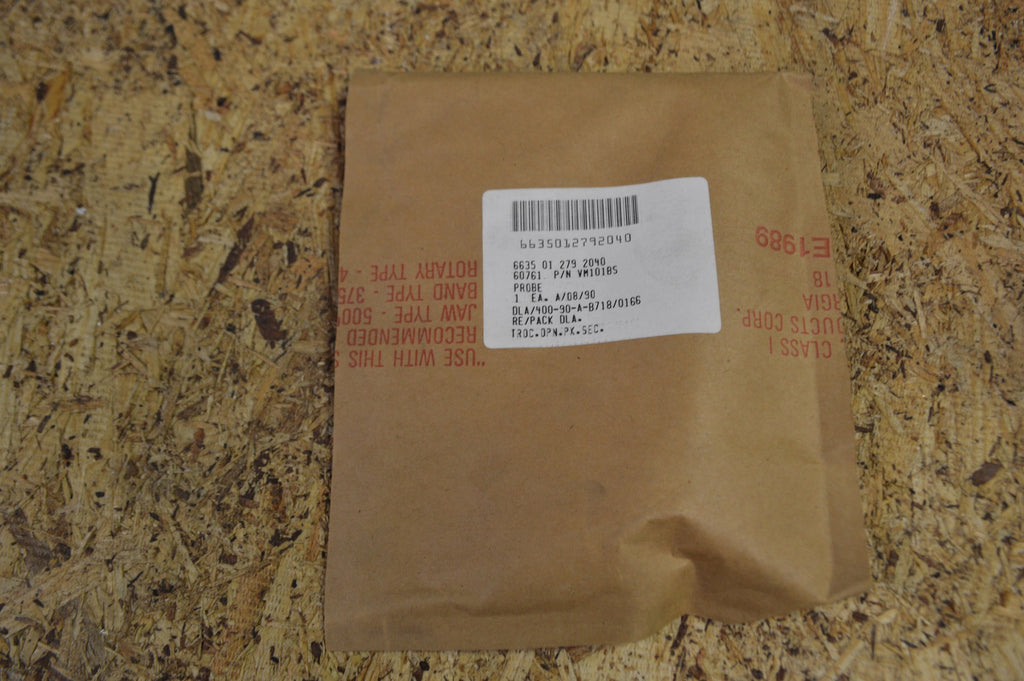 6635012792040
6635 01 279 2040
60761 P/N VM101BS
PROBE
1 EA. A/08/90
DLA/400-90-A-B718/0166
RE/PACK DLA.
TROC.OPN.PK.SEC.
"USE WITH THIS
RECOMMENDED
JAW TYPE - 500
BAND TYPE - 375
ROTARY TYPE - 4
CLASS I
DUCTS CORP
RGIA
18
E1989